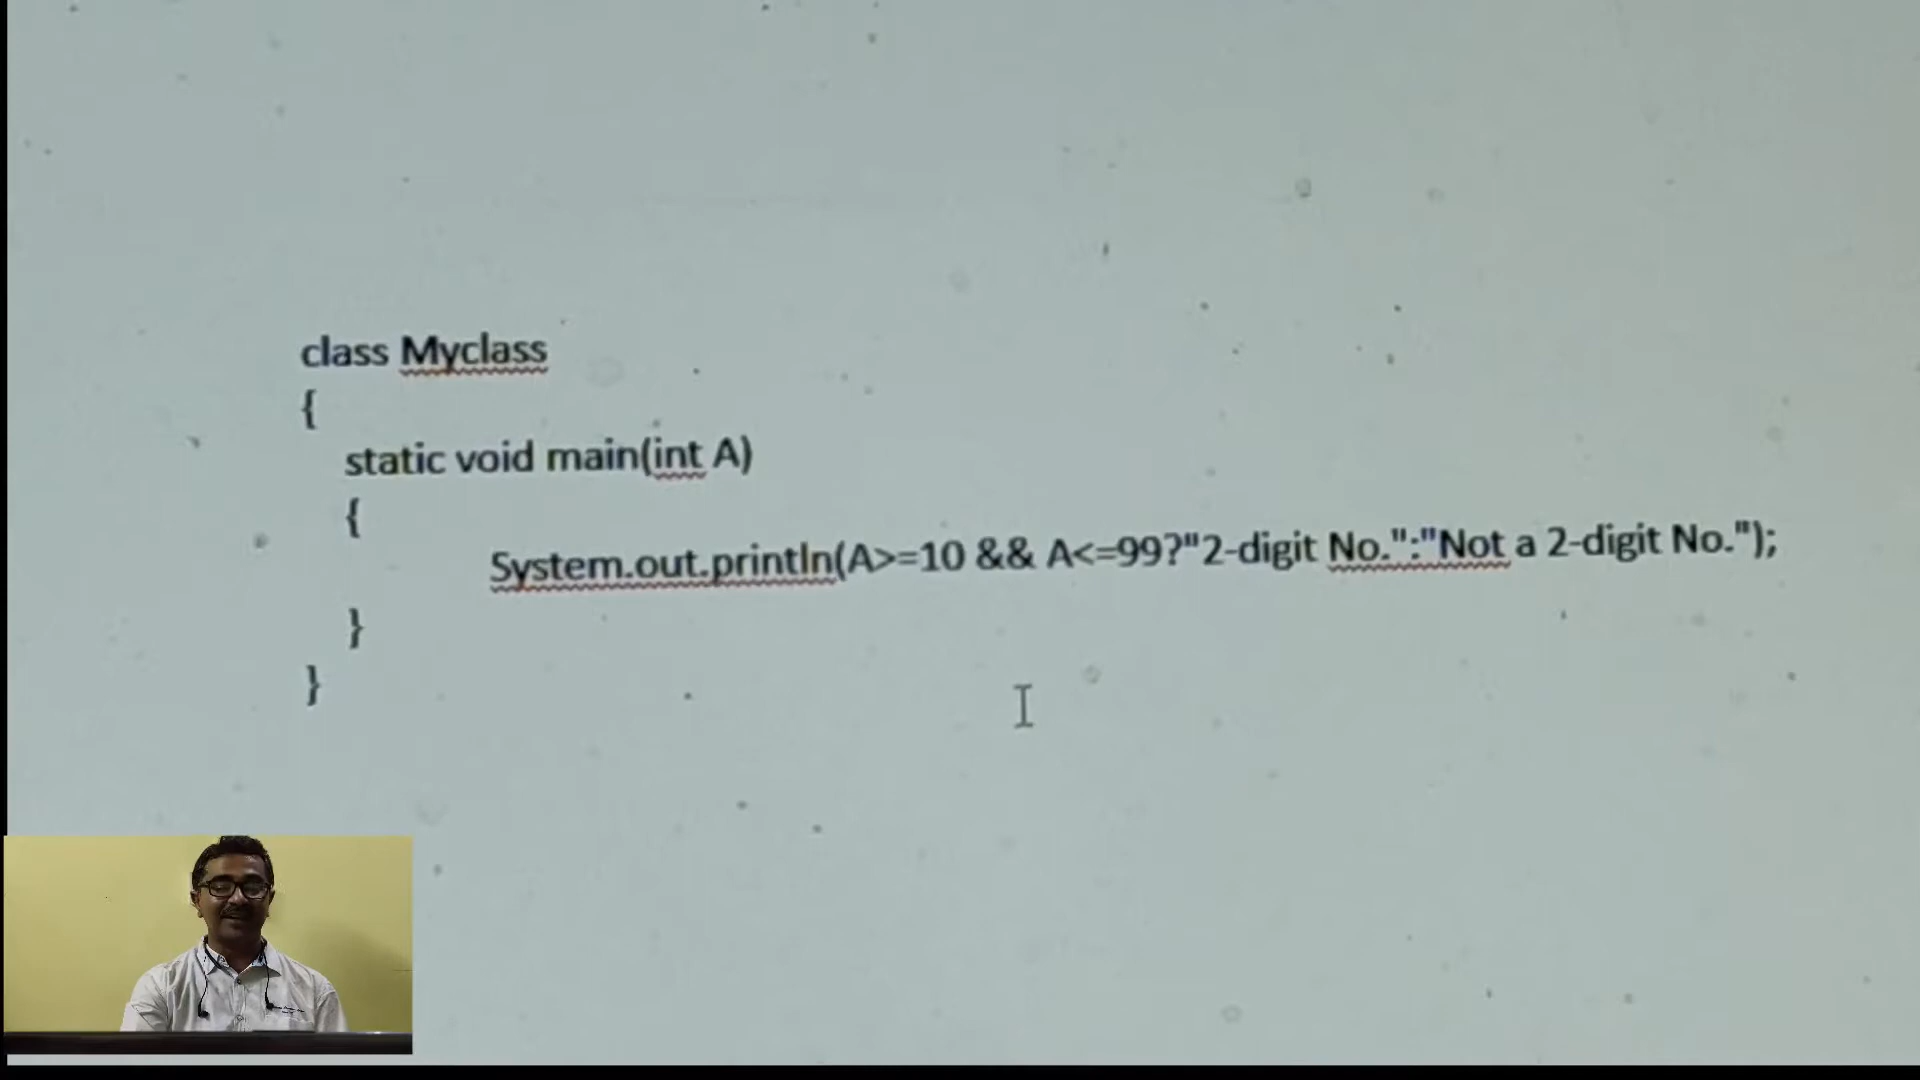 class Myclass
{
static void main(int A)
{
System.out.println(A>=10 && A<=99?"2-digit No.":"Not a 2-digit No.");
}
}